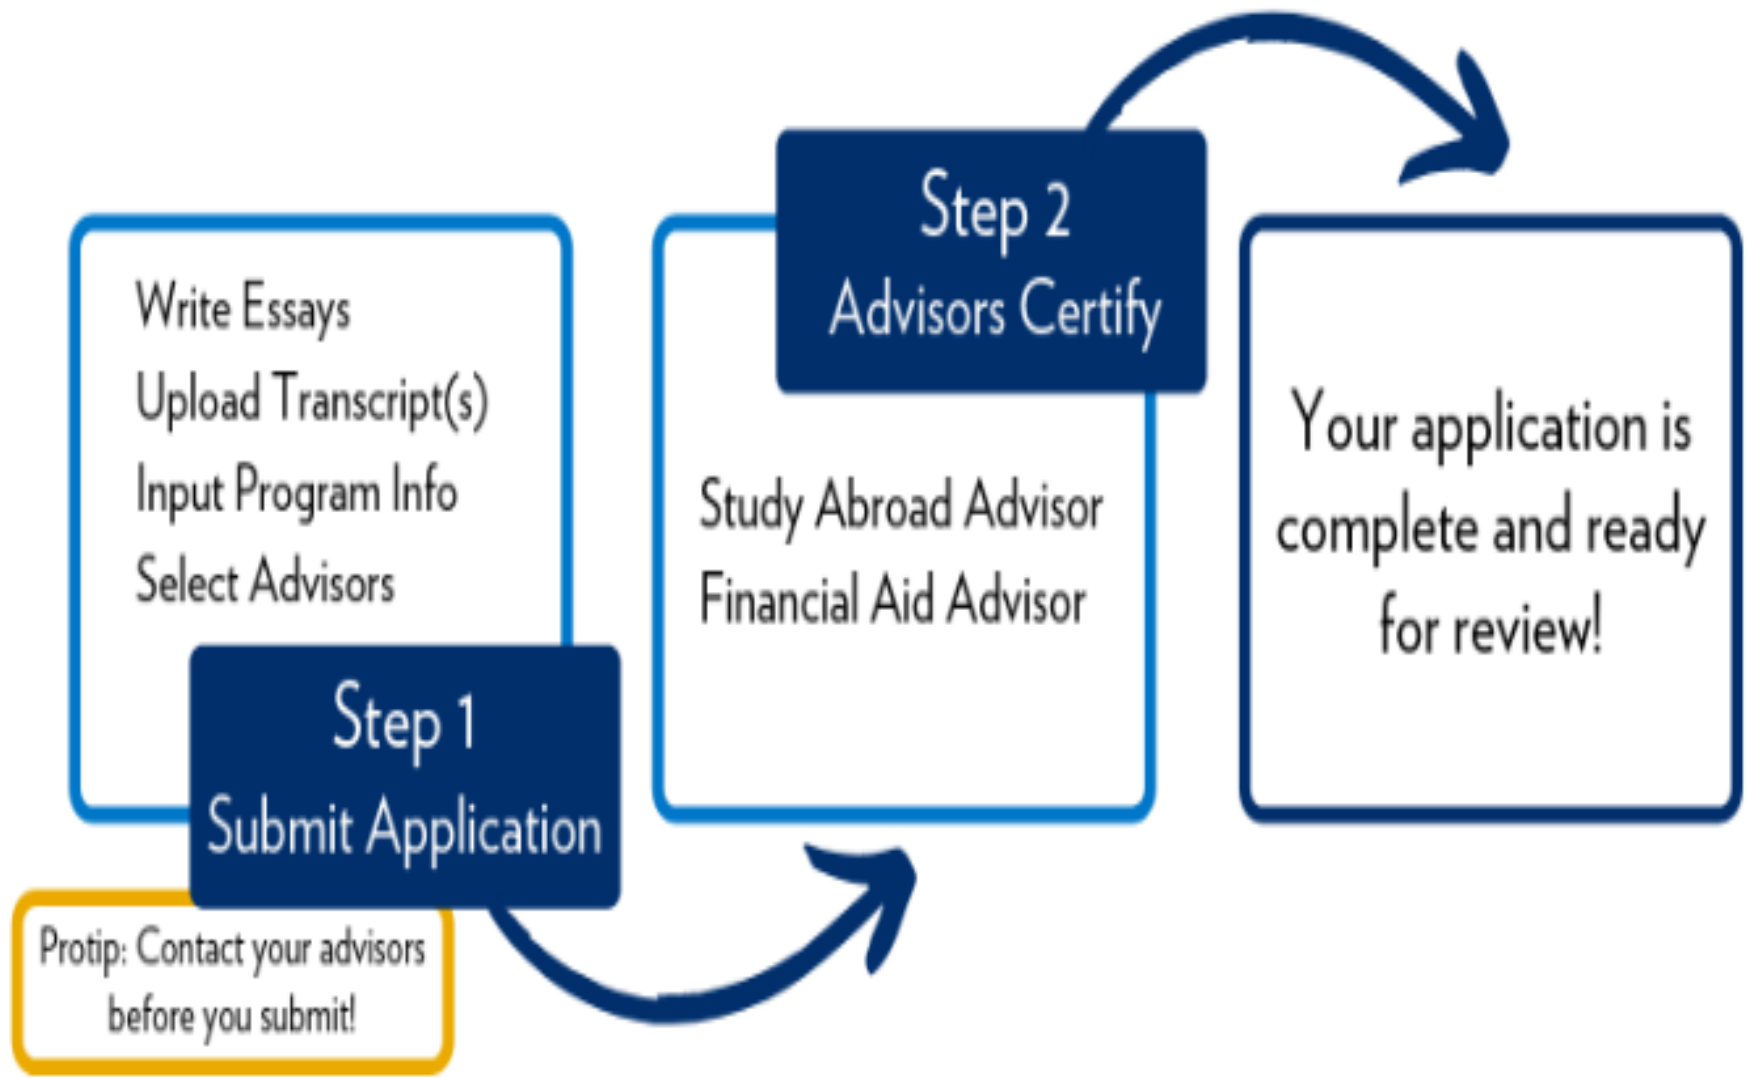 Write Essays
Upload Transcript(s)
Input Program Info
Select Advisors
Step 1
Submit Application
Protip: Contact your advisors
before you submit!
Step 2
Advisors Certify
Study Abroad Advisor
Financial Aid Advisor
Your application is
complete and ready
for review!